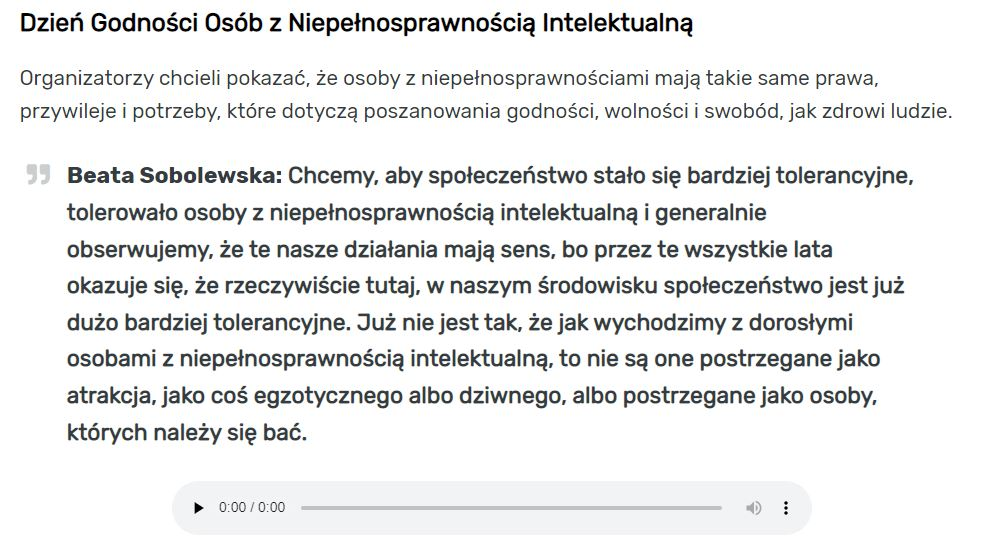 Dzień Godności Osób z Niepełnosprawnością Intelektualną
Organizatorzy chcieli pokazać, że osoby z niepełnosprawnościami mają takie same prawa,
przywileje i potrzeby, które dotyczą poszanowania godności, wolności i swobód, jak zdrowi ludzie.
Beata Sobolewska: Chcemy, aby społeczeństwo stało się bardziej tolerancyjne,
tolerowało osoby z niepełnosprawnością intelektualną i generalnie
obserwujemy, że te nasze działania mają sens, bo przez te wszystkie lata
okazuje się, że rzeczywiście tutaj, w naszym środowisku społeczeństwo jest już
dużo bardziej tolerancyjne. Już nie jest tak, że jak wychodzimy z dorosłymi
osobami z niepełnosprawnością intelektualną, to nie są one postrzegane jako
atrakcja, jako coś egzotycznego albo dziwnego, albo postrzegane jako osoby,
których należy się bać.
0:00 / 0:00